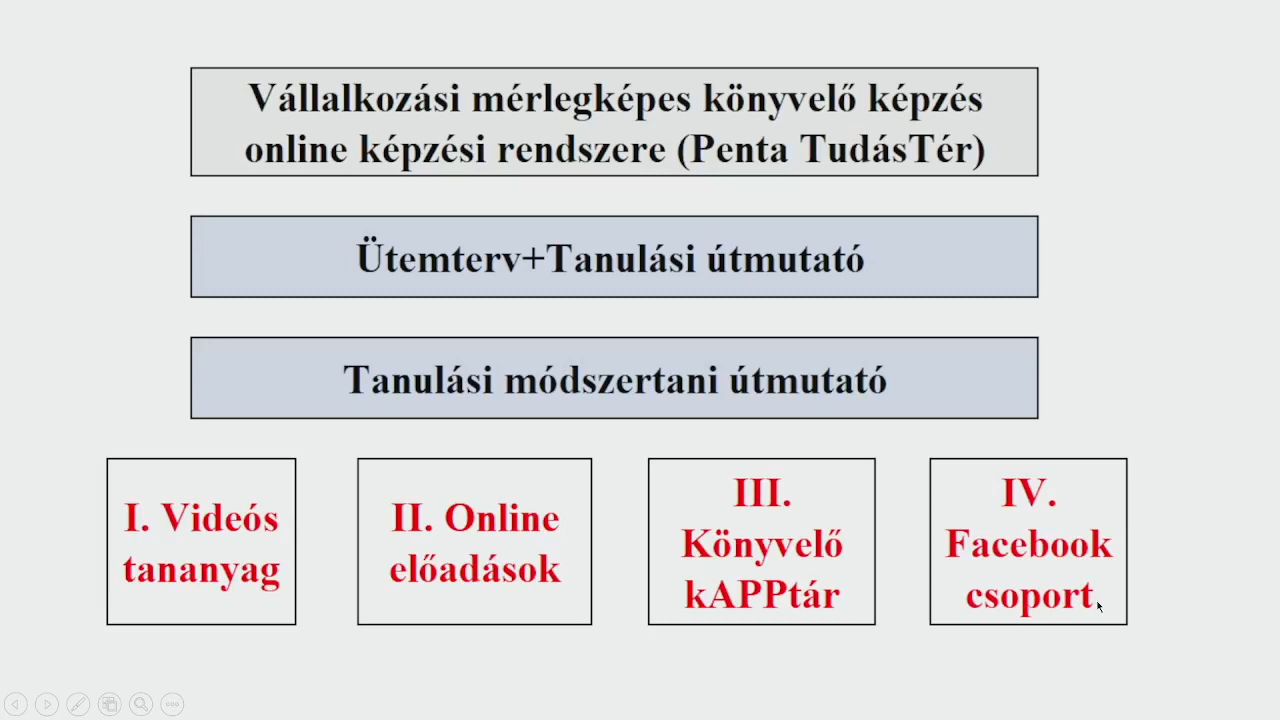 Vállalkozási mérlegképes könyvelő képzés
online képzési rendszere (Penta TudásTér)
Ütemterv+Tanulási útmutató
Tanulási módszertani útmutató
I. Videós
tananyag
II. Online
előadások
III.
Könyvelő
kAPPtár
IV.
Facebook
csoport